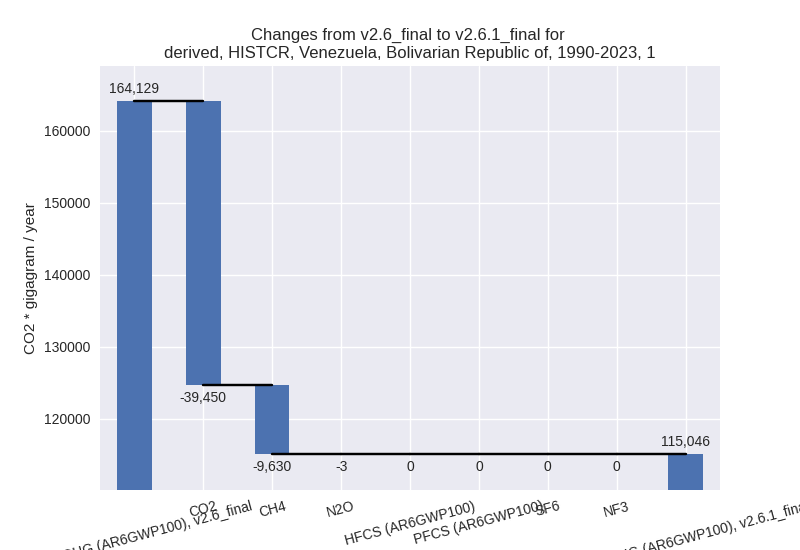 Changes from v2.6_final to v2.6.1_final for
derived, HISTCR, Venezuela, Bolivarian Republic of, 1990-2023, 1
CO2 * gigagram / year
160000
150000
140000
130000
120000
164,129
-39,450
-9,630
-3
0
0
0
0
115,046
(AR6GWP100), v2.6_final
CO2
CH4
N2O
HFCS (AR6GWP100)
PFCS (AR6GWP100)
SF6
NF3
(AR6GWP100), v2.6.1_final